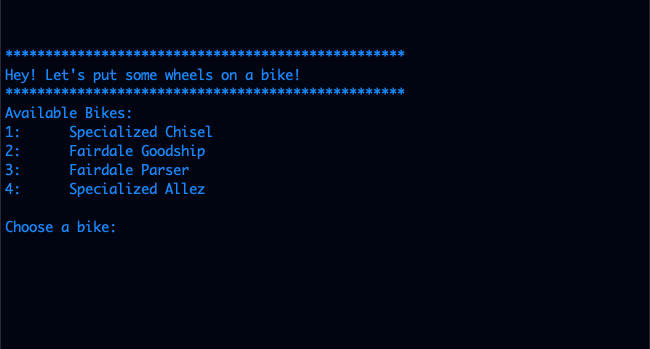 **************************************************
Hey! Let's put some wheels on a bike!
**************************************************
Available Bikes:
1:      Specialized Chisel
2:      Fairdale Goodship
3:      Fairdale Parser
4:      Specialized Allez
Choose a bike: